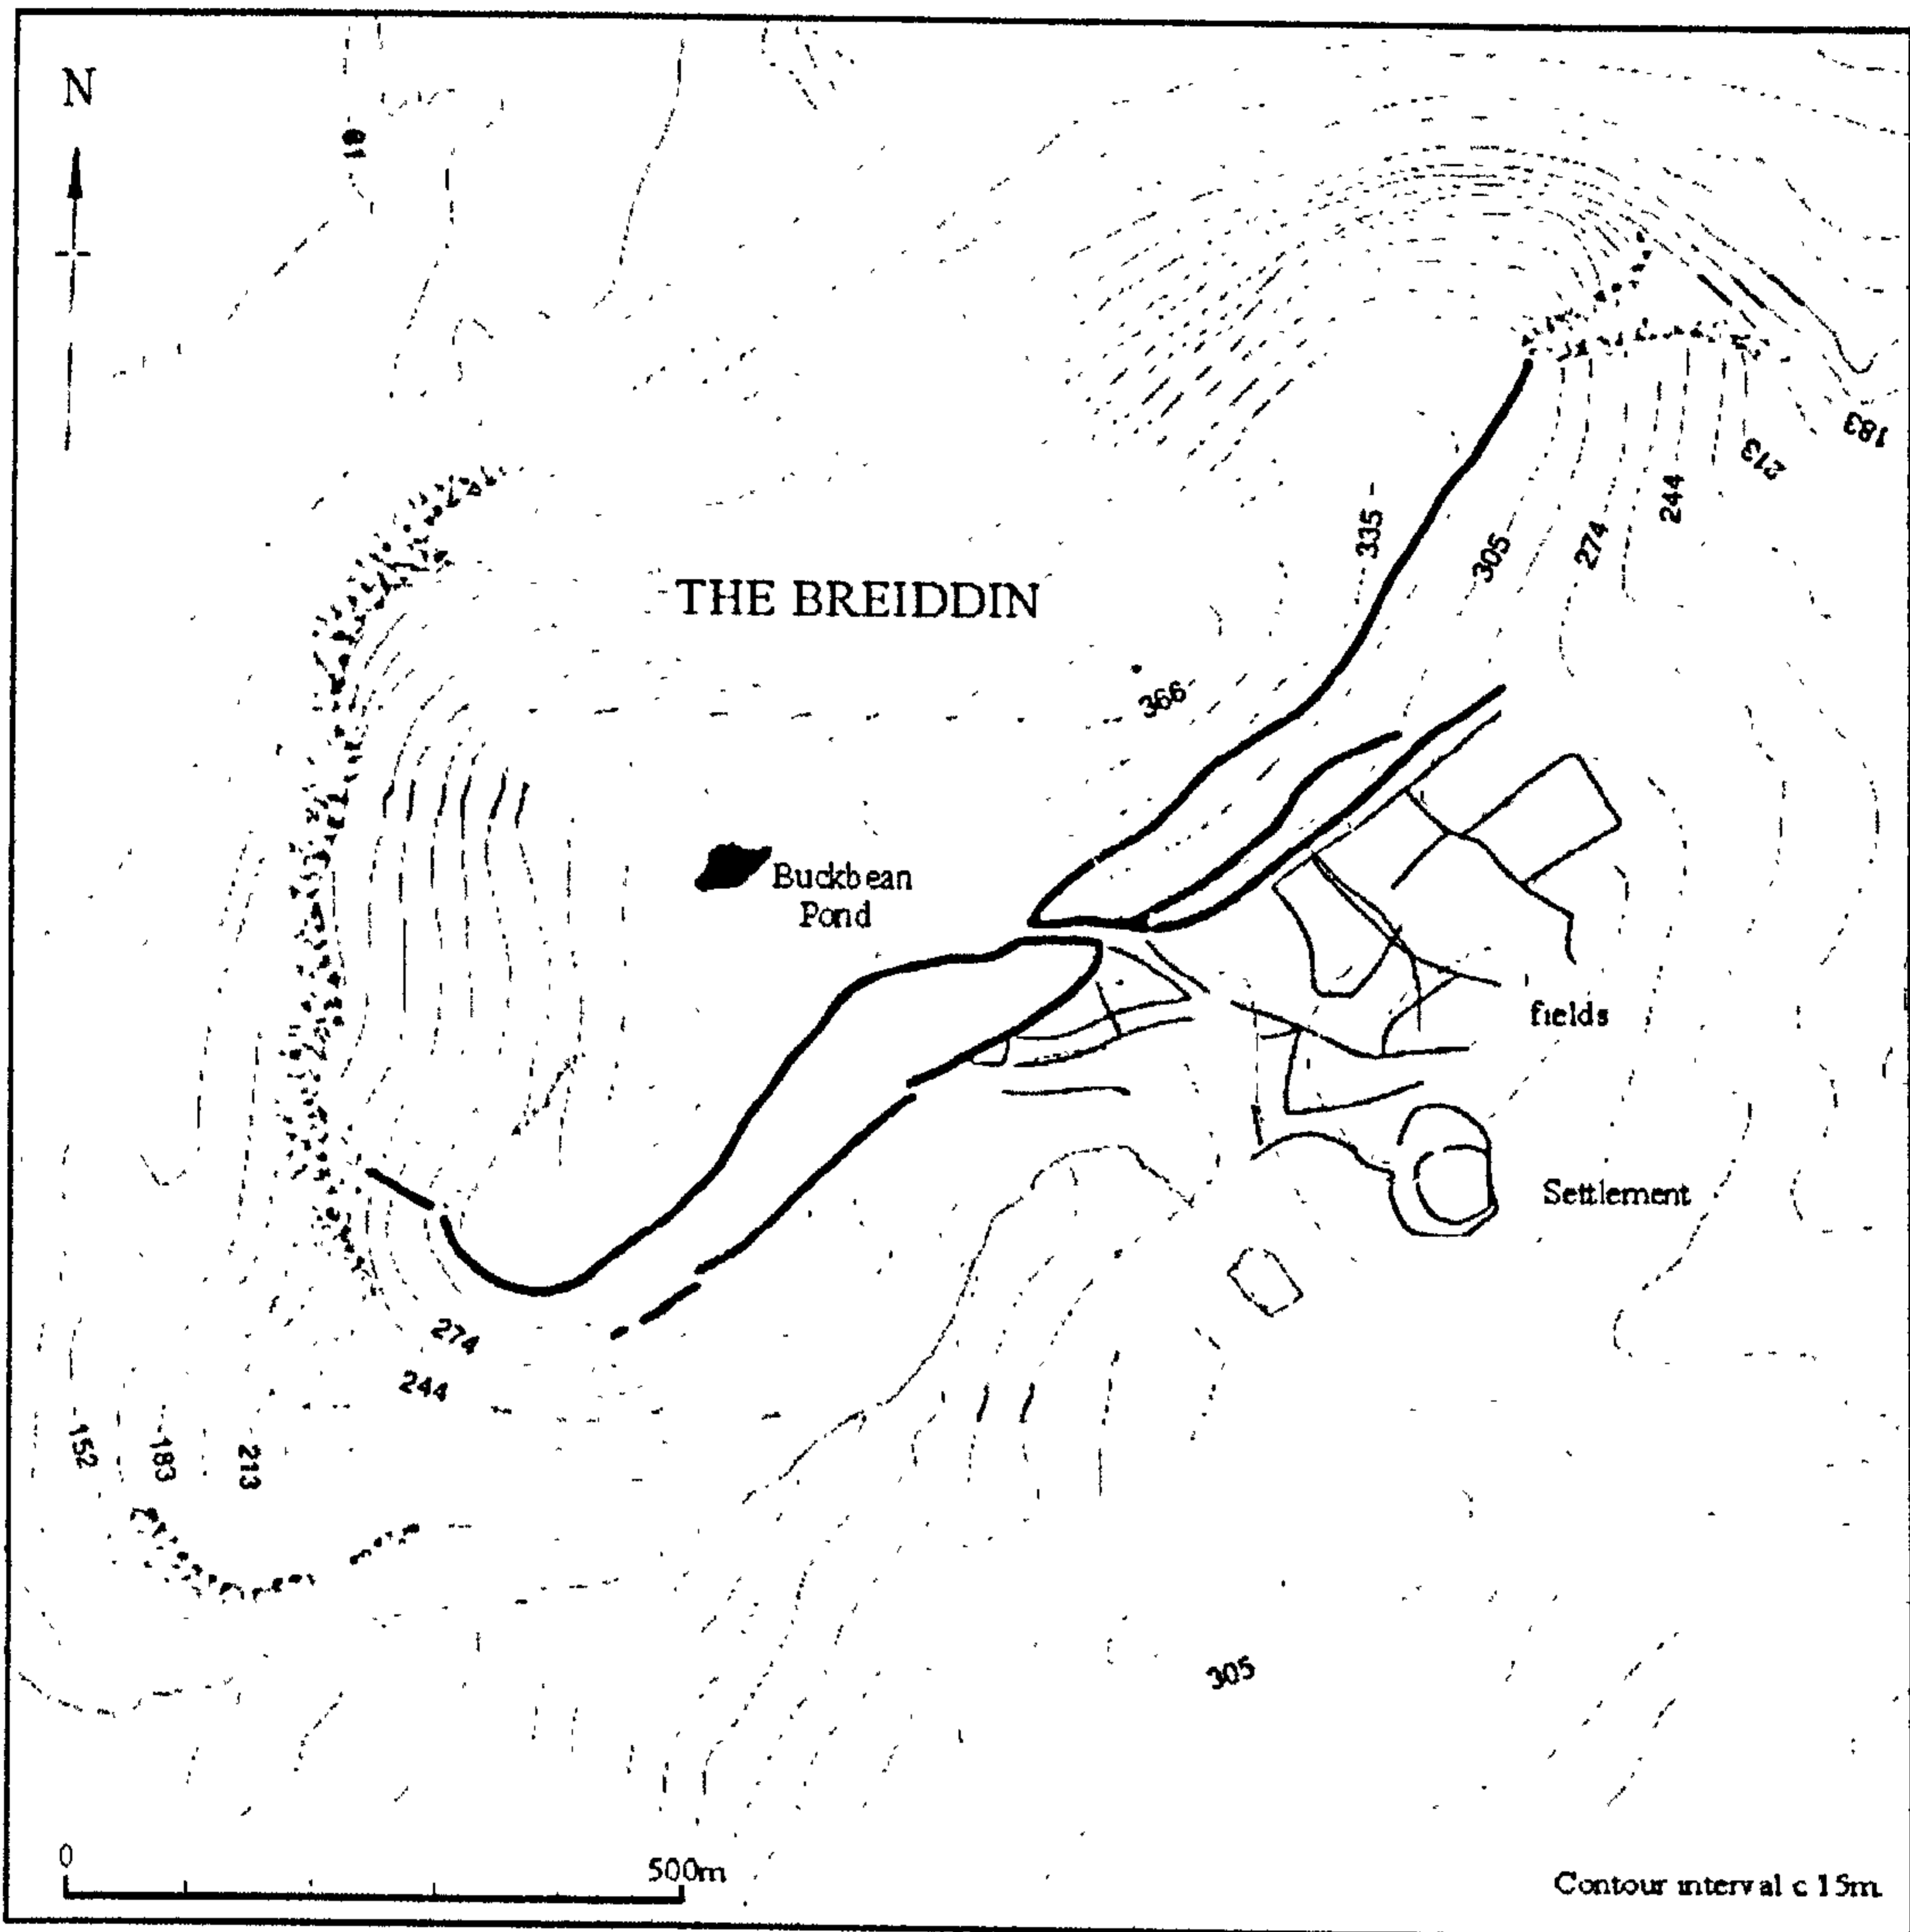 N
61
183
213
244
274
305
335
THE BREIDDIN
366
Buckbean
Pond
fields
Settlement
274
244
152
183
213
305
0
500m
Contour interval c 15m